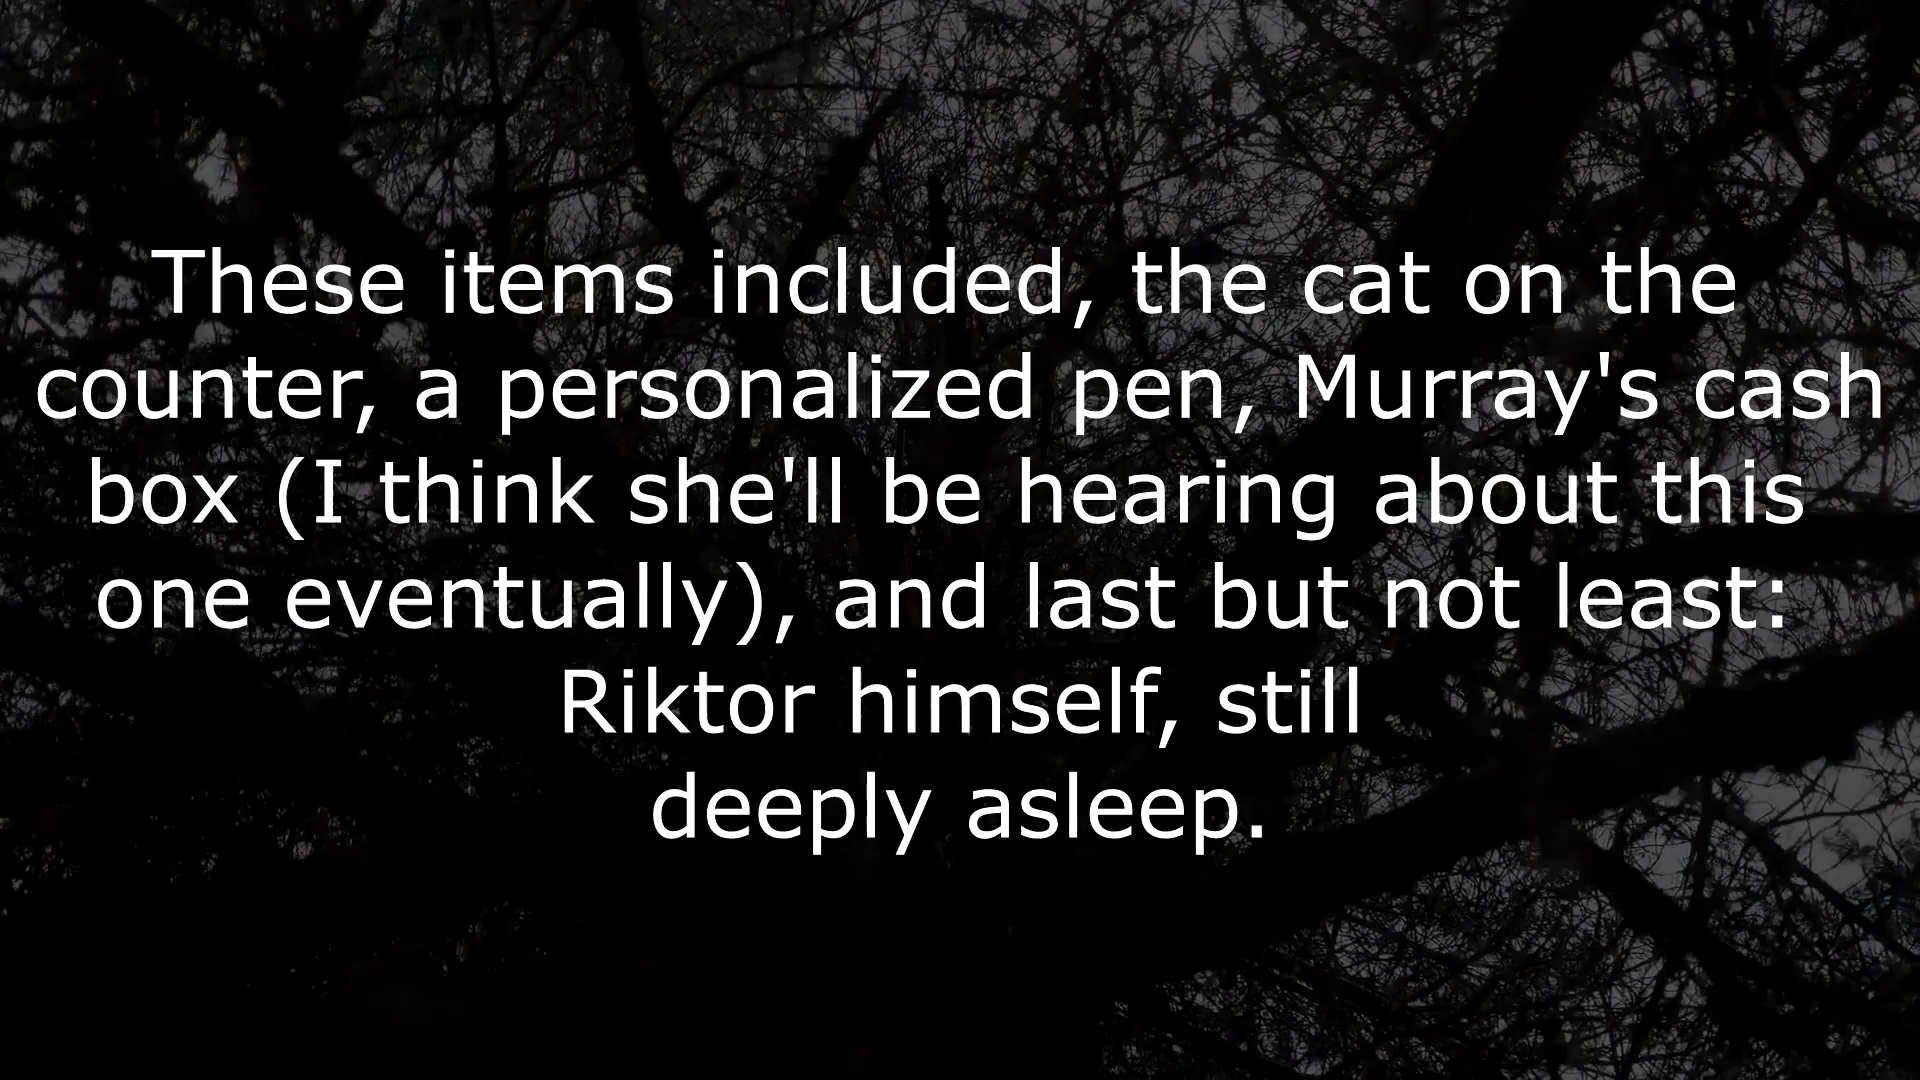 These items included, the cat on the
counter, a personalized pen, Murray's cash
box (I think she'll be hearing about this
one eventually), and last but not least:
Riktor himself, still
deeply asleep.